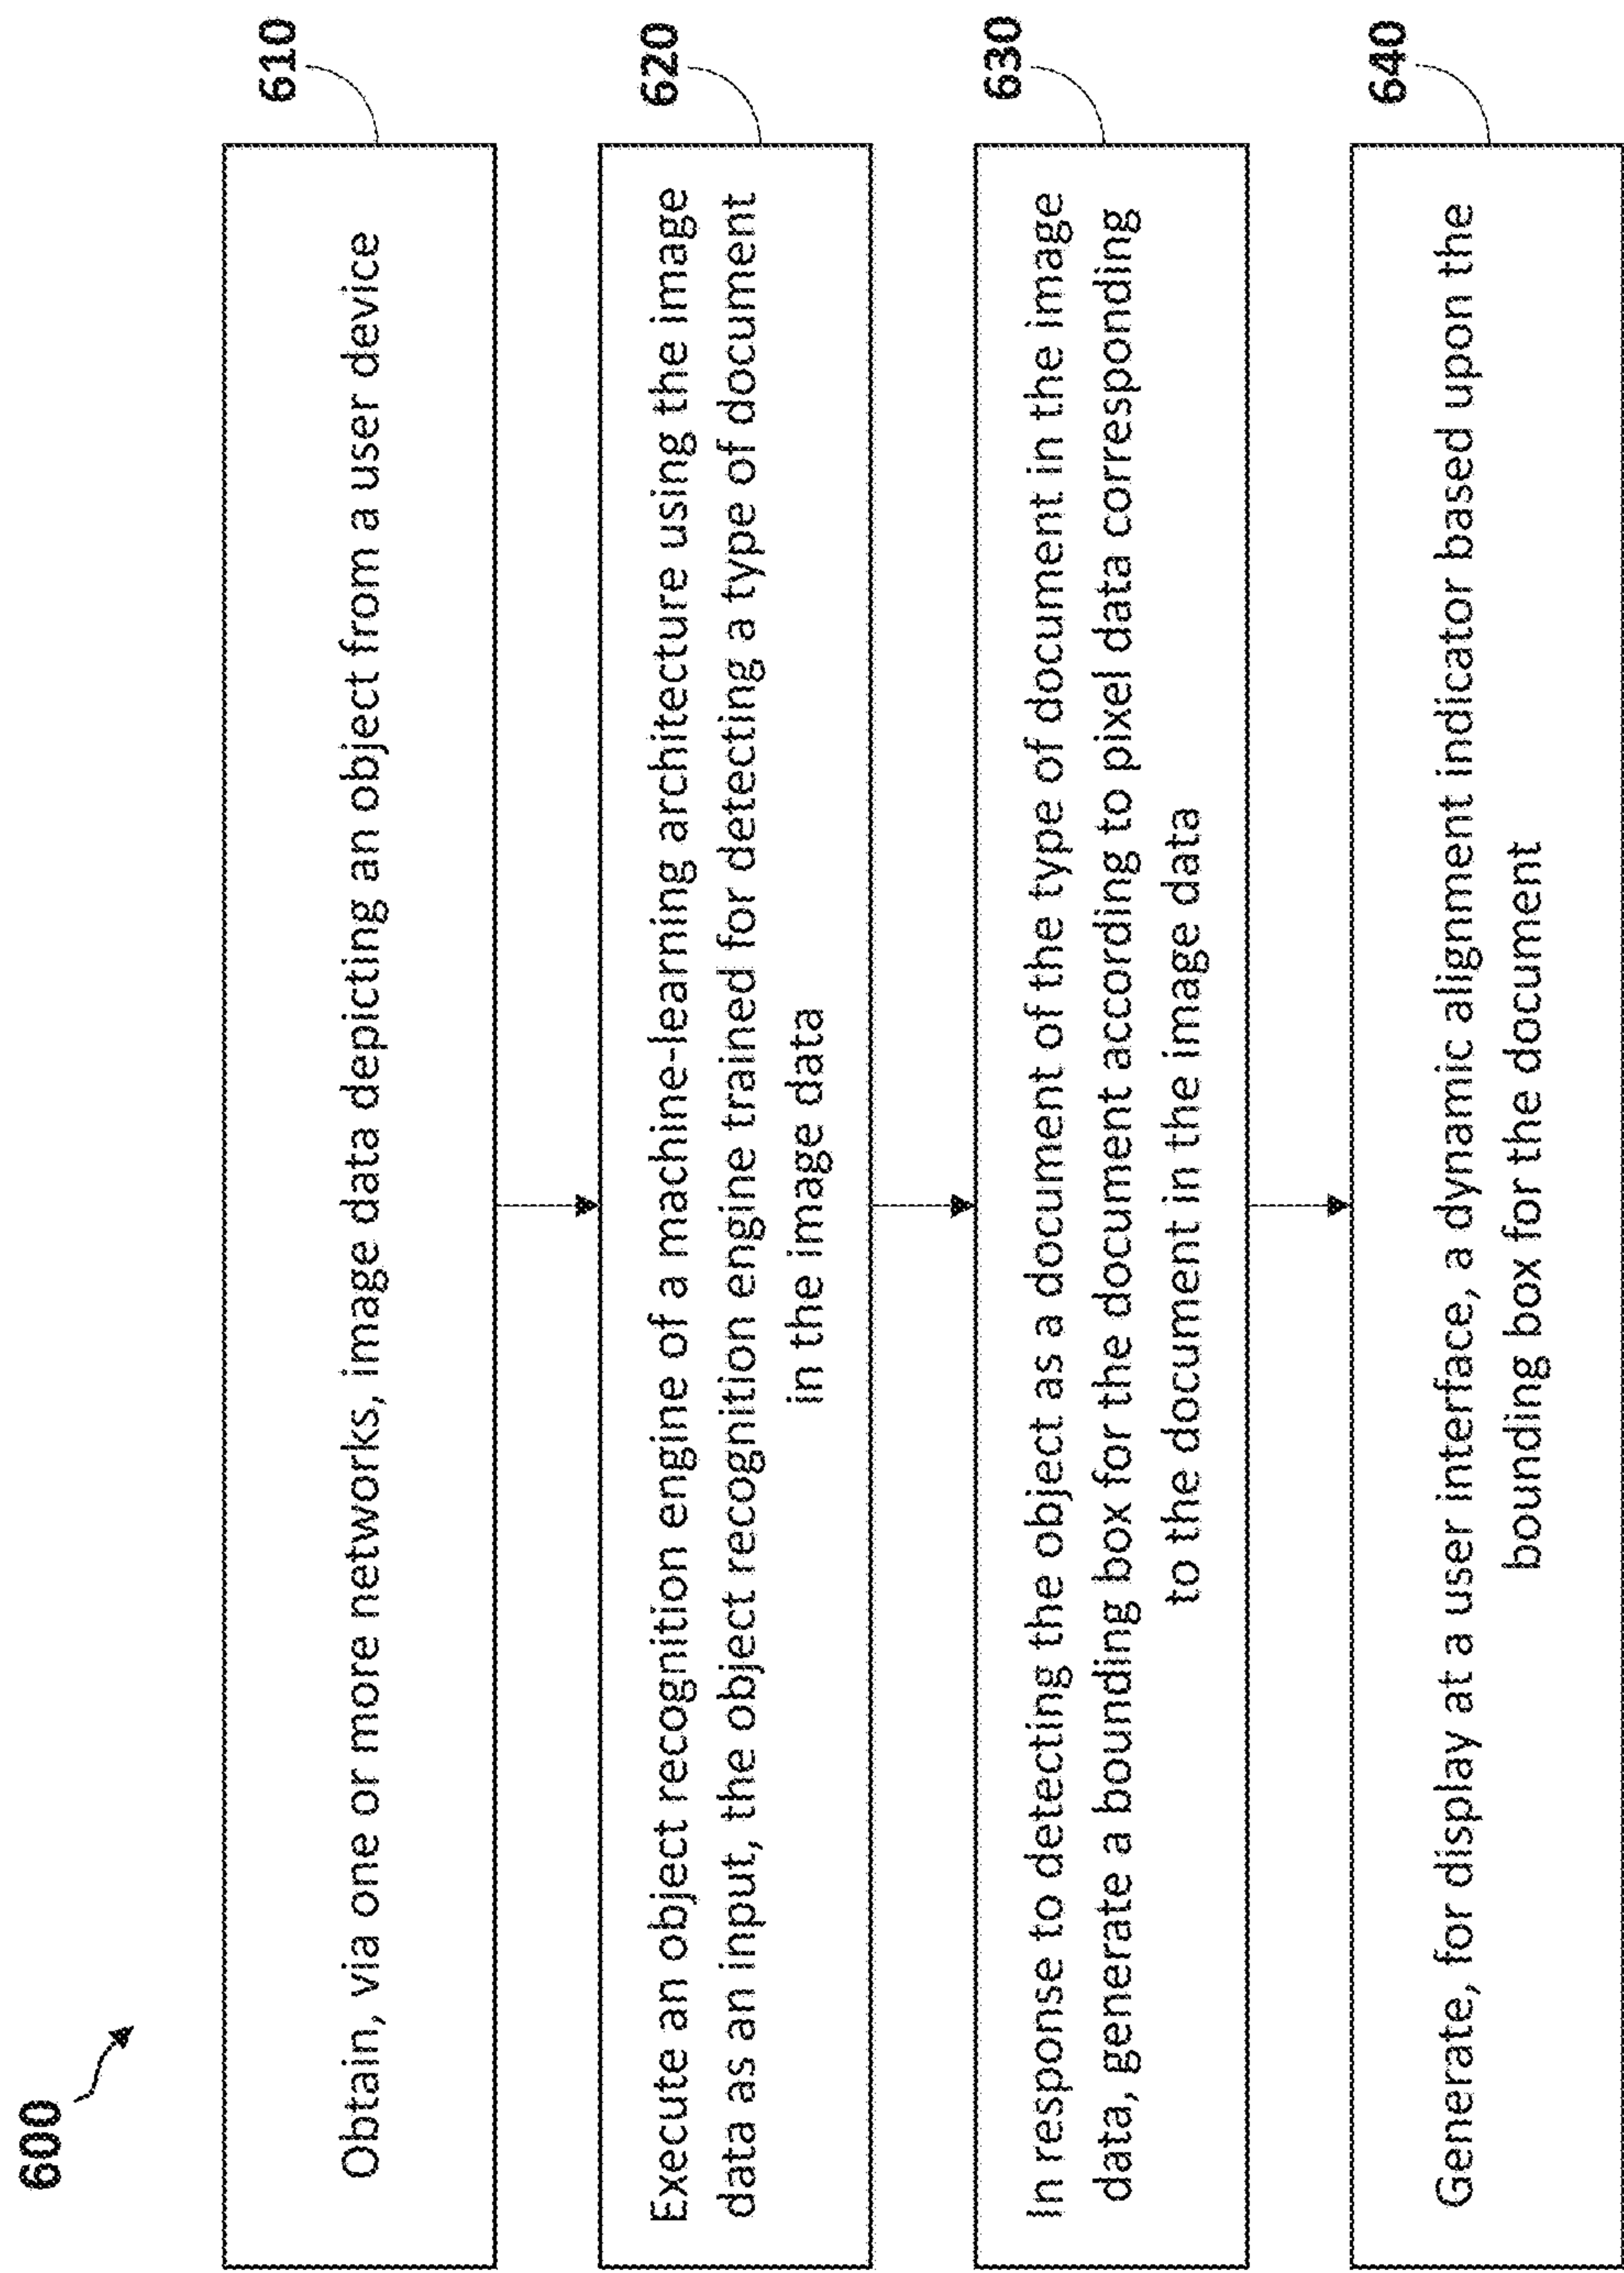 600
610
Obtain, via one or more networks, image data depicting an object from a user device
620
Execute an object recognition engine of a machine-learning architecture using the image
data as an input, the object recognition engine trained for detecting a type of document
in the image data
630
In response to detecting the object as a document of the type of document in the image
data, generate a bounding box for the document according to pixel data corresponding
to the document in the image data
640
Generate, for display at a user interface, a dynamic alignment indicator based upon the
bounding box for the document